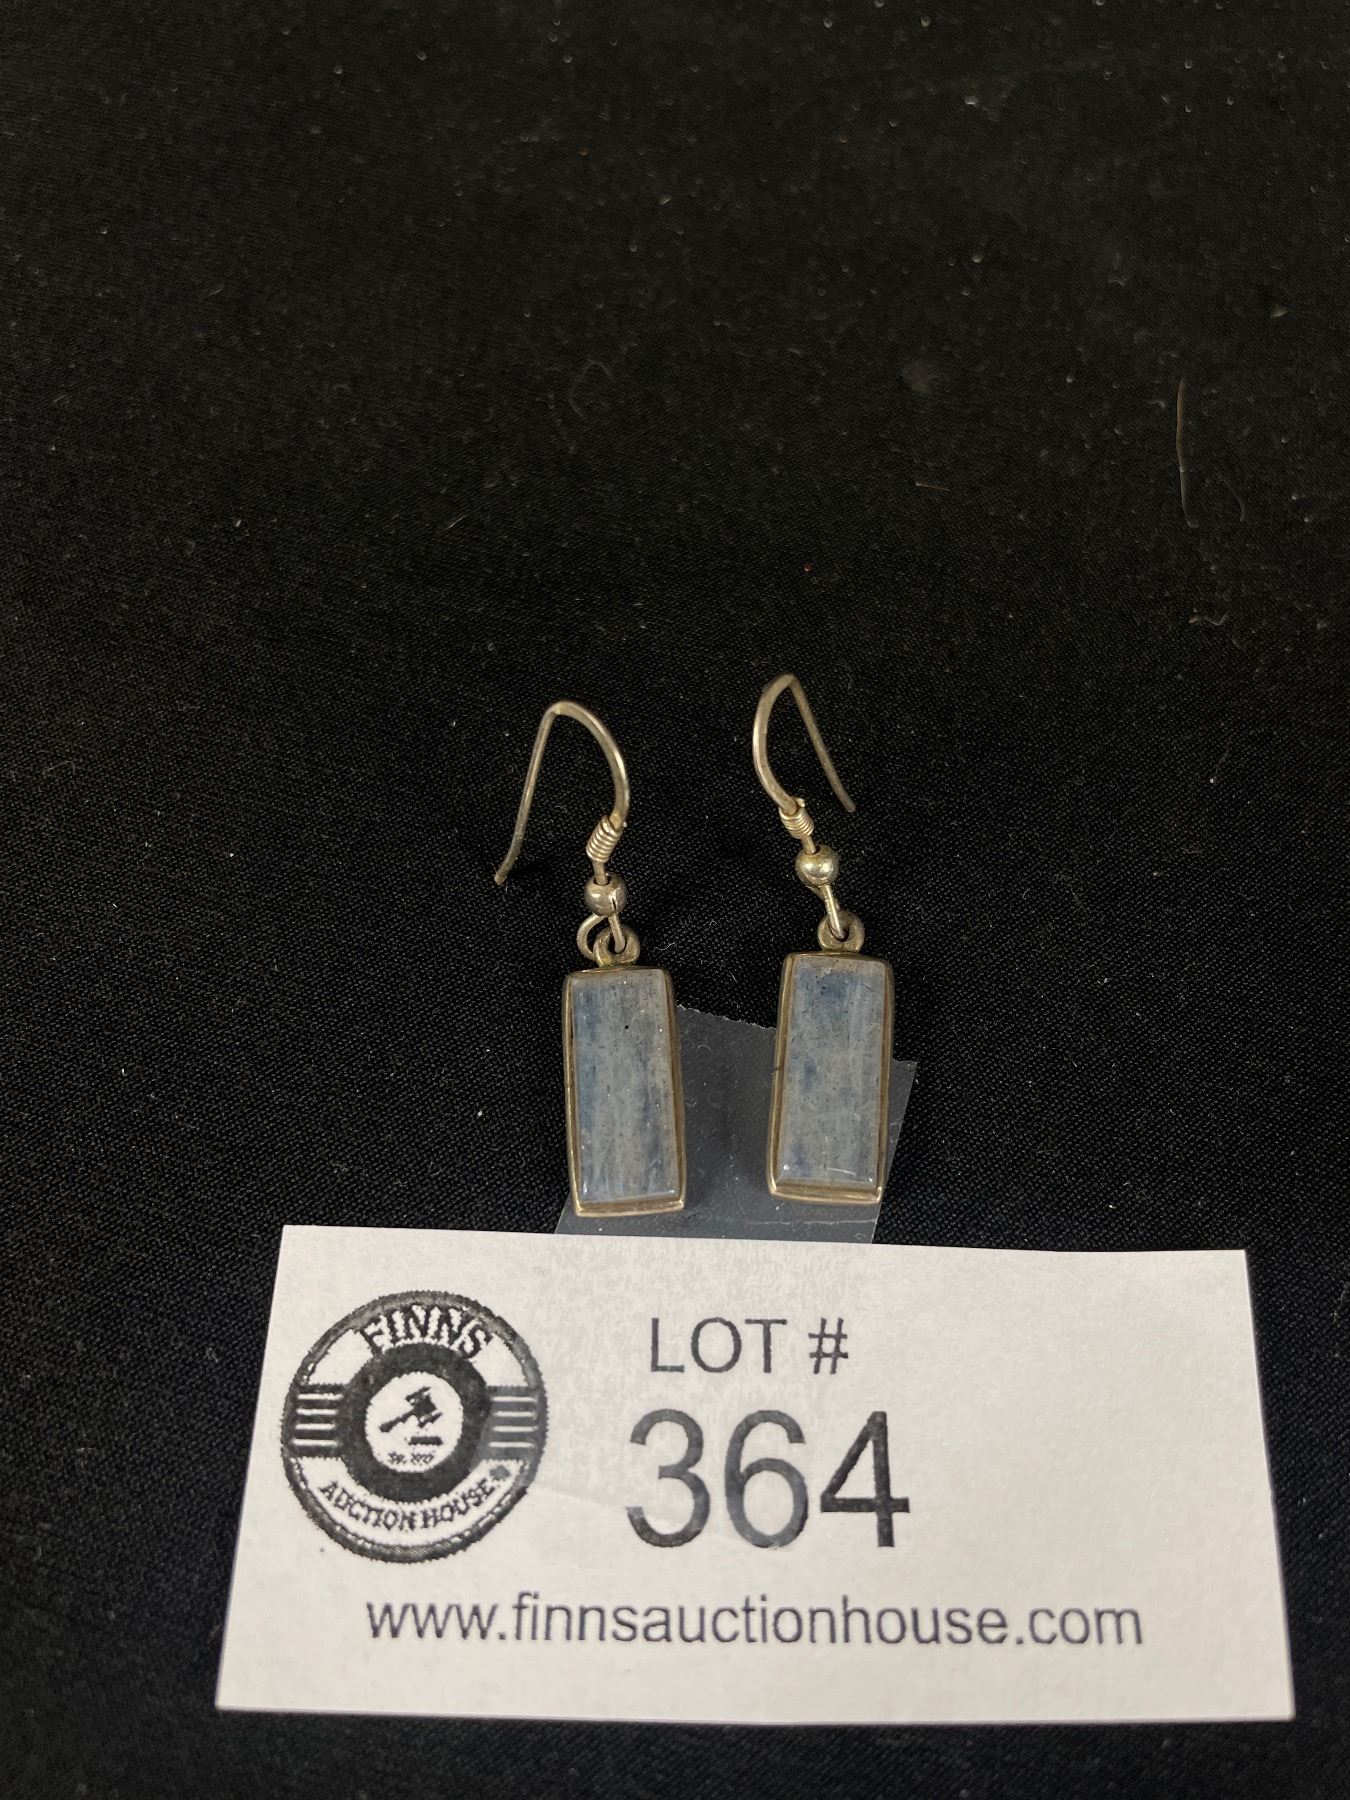 FINNS
AUCTION HOUSE
LOT #
364
www.finnsauctionhouse.com